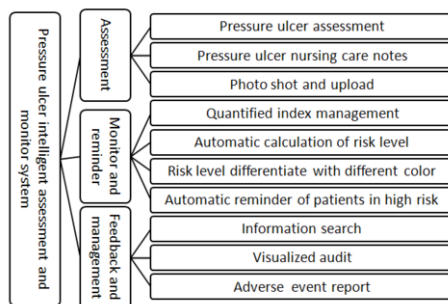 Pressure ulcer intelligent assessment and
monitor system
Assessment
Pressure ulcer assessment
Pressure ulcer nursing care notes
Photo shot and upload
Monitor and
reminder
Quantified index management
Automatic calculation of risk level
Risk level differentiate with different color
Automatic reminder of patients in high risk
Feedback and
management
Information search
Visualized audit
Adverse event report